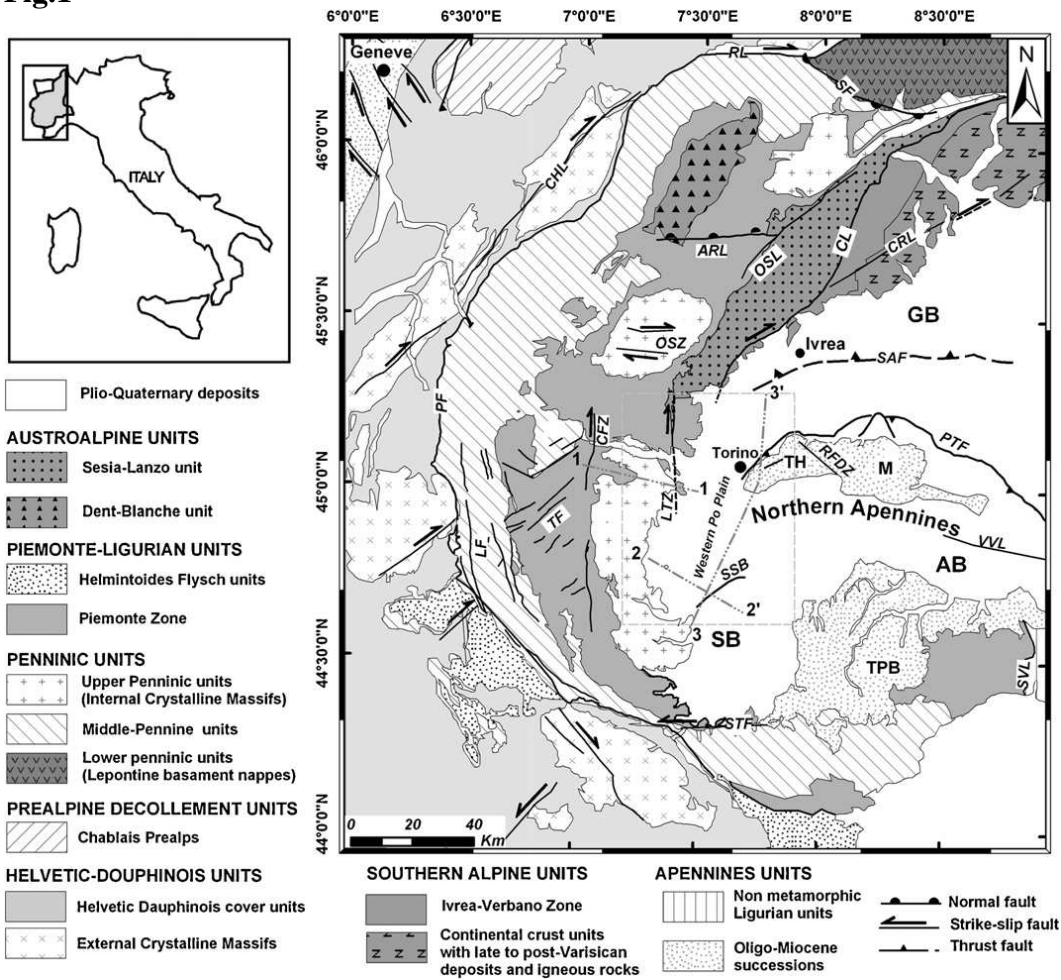 Fig.1
6°0'0"E 6°30'0"E 7°0'0"E 7°30'0"E 8°0'0"E 8°30'0"E
Geneve
RL
N
SF
46°0'0"N
ITALY
CHL
ARL
OSL
CL
CRL
45°30'0"N
GB
OSZ
Ivrea
SAF
PF
3'
CFZ
PTF
Torino
TH
RFDZ
M
45°0'0"N
1
1
LTZ
Western Po Plain
Northern Apennines
TF
LF
VVL
2
AB
SSB
2'
3
SB
44°30'0"N
TPB
SVL
STF
44°0'0"N
0 20 40
Km
Plio-Quaternary deposits
AUSTROALPINE UNITS
Sesia-Lanzo unit
Dent-Blanche unit
PIEMONTE-LIGURIAN UNITS
Helmintoides Flysch units
Piemonte Zone
PENNINIC UNITS
Upper Penninic units
(Internal Crystalline Massifs)
Middle-Pennine units
Lower penninic units
(Lepontine basament nappes)
PREALPINE DECOLLEMENT UNITS
Chablais Prealps
HELVETIC-DOUPHINOIS UNITS
Helvetic Dauphinois cover units
External Crystalline Massifs
SOUTHERN ALPINE UNITS
Ivrea-Verbano Zone
Continental crust units
with late to post-Varisican
deposits and igneous rocks
APENNINES UNITS
Non metamorphic
Ligurian units
Oligo-Miocene
successions
Normal fault
Strike-slip fault
Thrust fault